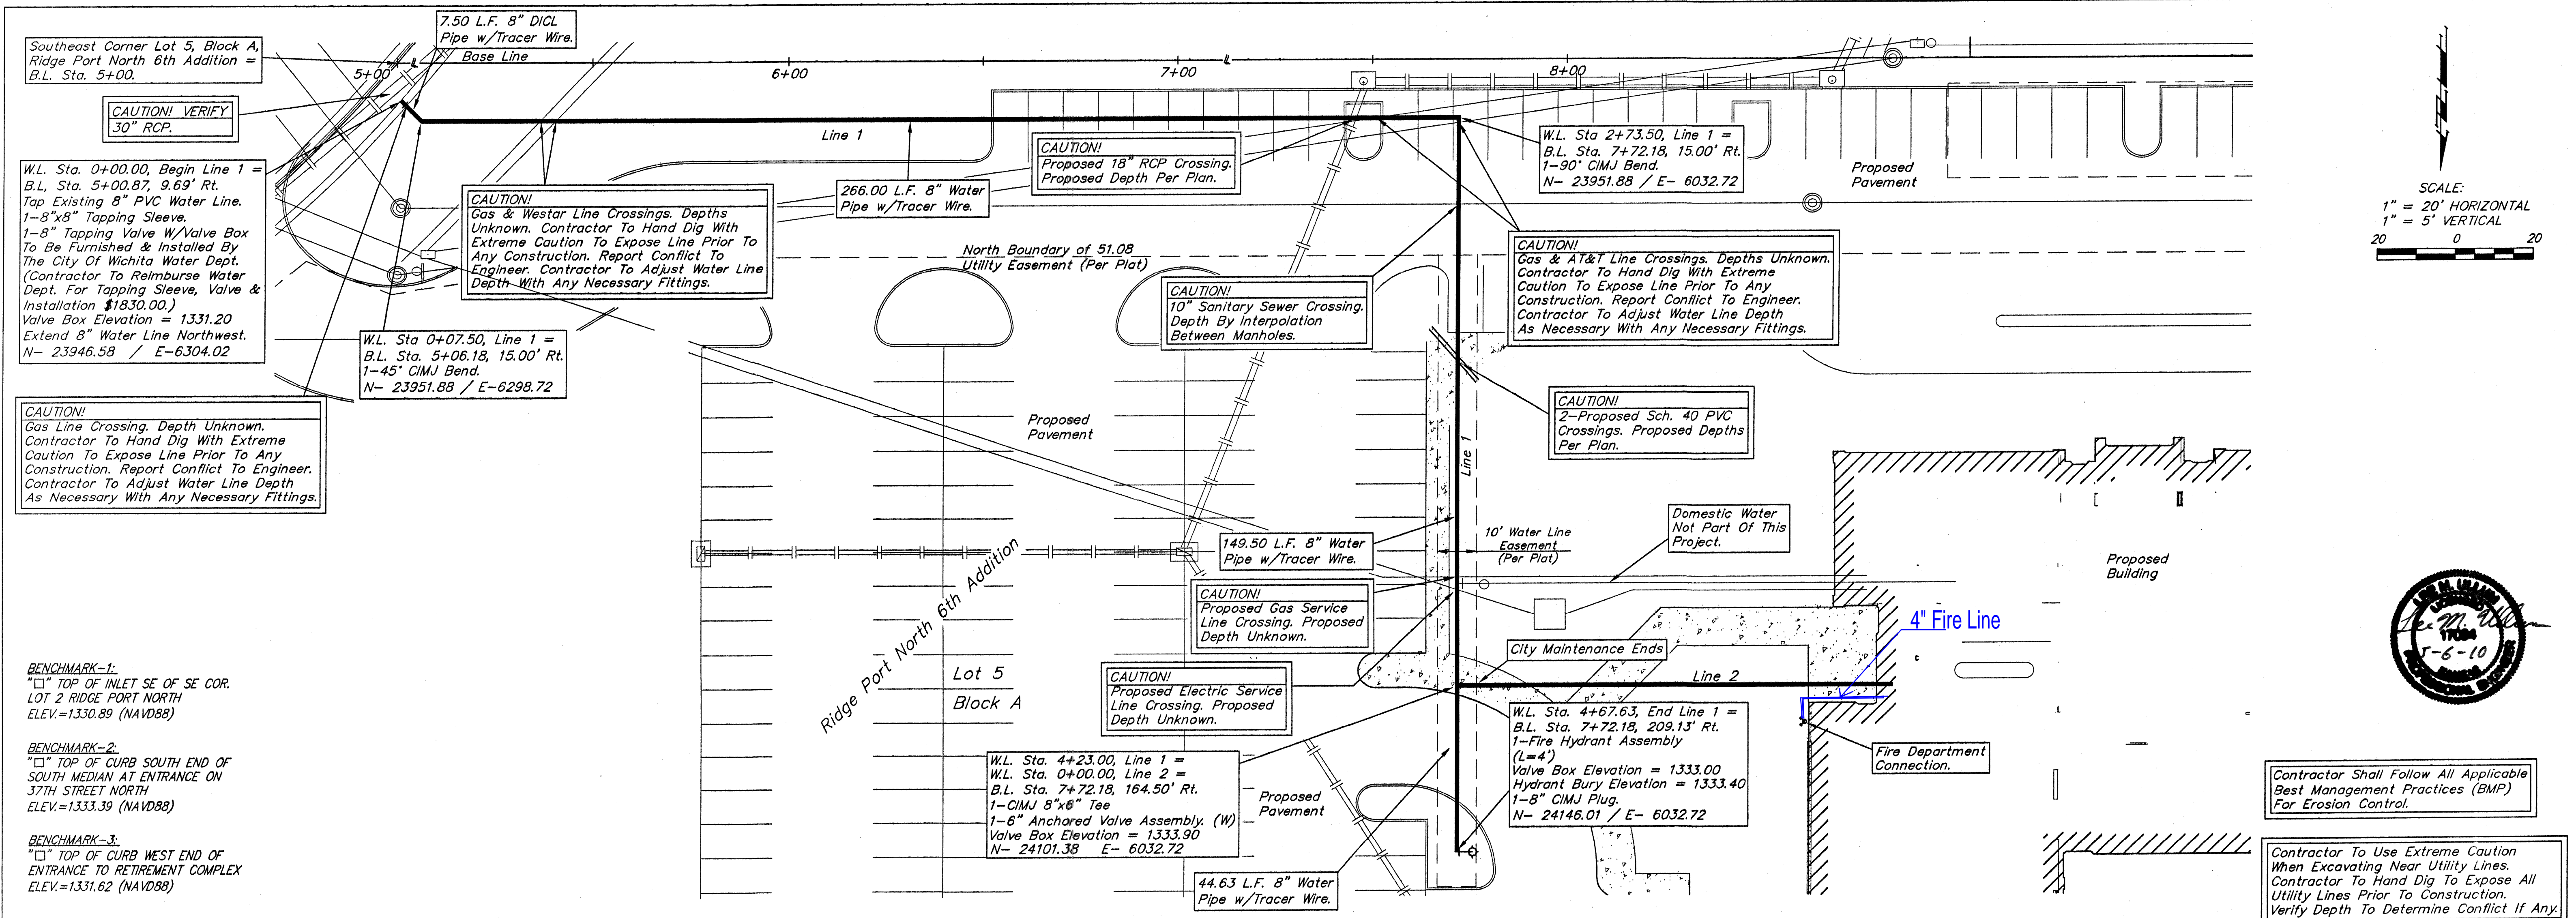 7.50 L.F. 8" DICL
Pipe w/Tracer Wire.
Southeast Corner Lot 5, Block A,
Ridge Port North 6th Addition =
B.L. Sta. 5+00.
5+00
Base Line
6+00
7+00
8+00
CAUTION! VERIFY
30" RCP.
Line 1
W.L. Sta. 0+00.00, Begin Line 1 =
B.L, Sta. 5+00.87, 9.69' Rt.
Tap Existing 8" PVC Water Line.
1-8"x8" Tapping Sleeve.
1-8" Tapping Valve W/Valve Box
To Be Furnished & Installed By
The City Of Wichita Water Dept.
(Contractor To Reimburse Water
Dept. For Tapping Sleeve, Valve &
Installation $1830.00.)
Valve Box Elevation = 1331.20
Extend 8" Water Line Northwest.
N- 23946.58 / E-6304.02
CAUTION!
Gas & Westar Line Crossings. Depths
Unknown. Contractor To Hand Dig With
Extreme Caution To Expose Line Prior To
Any Construction. Report Conflict To
Engineer. Contractor To Adjust Water Line
Depth With Any Necessary Fittings.
266.00 L.F. 8" Water
Pipe w/Tracer Wire.
CAUTION!
Proposed 18" RCP Crossing.
Proposed Depth Per Plan.
W.L. Sta 2+73.50, Line 1 =
B.L. Sta. 7+72.18, 15.00' Rt.
1-90° CIMJ Bend.
N- 23951.88 / E- 6032.72
Proposed
Pavement
SCALE:
1" = 20' HORIZONTAL
1" = 5' VERTICAL
20 0 20
North Boundary of 51.08
Utility Easement (Per Plat)
CAUTION!
Gas & AT&T Line Crossings. Depths Unknown.
Contractor To Hand Dig With Extreme
Caution To Expose Line Prior To Any
Construction. Report Conflict To Engineer.
Contractor To Adjust Water Line Depth
As Necessary With Any Necessary Fittings.
CAUTION!
10" Sanitary Sewer Crossing.
Depth By Interpolation
Between Manholes.
W.L. Sta 0+07.50, Line 1 =
B.L. Sta. 5+06.18, 15.00' Rt.
1-45° CIMJ Bend.
N- 23951.88 / E-6298.72
CAUTION!
Gas Line Crossing. Depth Unknown.
Contractor To Hand Dig With Extreme
Caution To Expose Line Prior To Any
Construction. Report Conflict To Engineer.
Contractor To Adjust Water Line Depth
As Necessary With Any Necessary Fittings.
CAUTION!
2-Proposed Sch. 40 PVC
Crossings. Proposed Depths
Per Plan.
Proposed
Pavement
Line 1
149.50 L.F. 8" Water
Pipe w/Tracer Wire.
10' Water Line
Easement
(Per Plat)
Domestic Water
Not Part Of This
Project.
Proposed
Building
CAUTION!
Proposed Gas Service
Line Crossing. Proposed
Depth Unknown.
4" Fire Line
City Maintenance Ends
Line 2
Ridge Port North 6th Addition
Lot 5
Block A
CAUTION!
Proposed Electric Service
Line Crossing. Proposed
Depth Unknown.
17084
5-6-10
BENCHMARK-1:
"□" TOP OF INLET SE OF SE COR.
LOT 2 RIDGE PORT NORTH
ELEV.=1330.89 (NAVD88)
BENCHMARK-2:
"□" TOP OF CURB SOUTH END OF
SOUTH MEDIAN AT ENTRANCE ON
37TH STREET NORTH
ELEV.=1333.39 (NAVD88)
BENCHMARK-3:
"□" TOP OF CURB WEST END OF
ENTRANCE TO RETIREMENT COMPLEX
ELEV.=1331.62 (NAVD88)
W.L. Sta. 4+23.00, Line 1 =
W.L. Sta. 0+00.00, Line 2 =
B.L. Sta. 7+72.18, 164.50' Rt.
1-CIMJ 8"x6" Tee
1-6" Anchored Valve Assembly. (W)
Valve Box Elevation = 1333.90
N- 24101.38 E- 6032.72
Proposed
Pavement
W.L. Sta. 4+67.63, End Line 1 =
B.L. Sta. 7+72.18, 209.13' Rt.
1-Fire Hydrant Assembly
(L=4')
Valve Box Elevation = 1333.00
Hydrant Bury Elevation = 1333.40
1-8" CIMJ Plug.
N- 24146.01 / E- 6032.72
Fire Department
Connection.
44.63 L.F. 8" Water
Pipe w/Tracer Wire.
Contractor Shall Follow All Applicable
Best Management Practices (BMP)
For Erosion Control.
Contractor To Use Extreme Caution
When Excavating Near Utility Lines.
Contractor To Hand Dig To Expose All
Utility Lines Prior To Construction.
Verify Depth To Determine Conflict If Any.